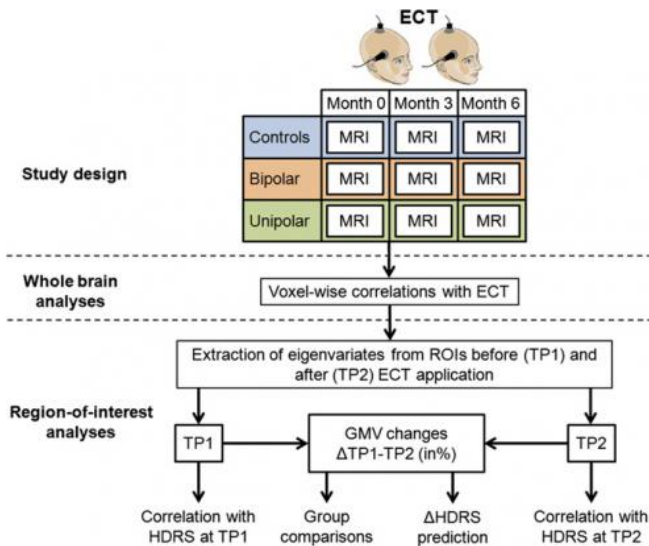 ECT
Month 0 Month 3 Month 6
Controls MRI MRI MRI
Study design
Bipolar MRI MRI MRI
Unipolar MRI MRI MRI
Whole brain
analyses
Voxel-wise correlations with ECT
Extraction of eigenvariates from ROIs before (TP1) and
after (TP2) ECT application
Region-of-interest
analyses
TP1
GMV changes
ΔTP1-TP2 (in%)
TP2
Correlation with
HDRS at TP1
Group
comparisons
ΔHDRS
prediction
Correlation with
HDRS at TP2